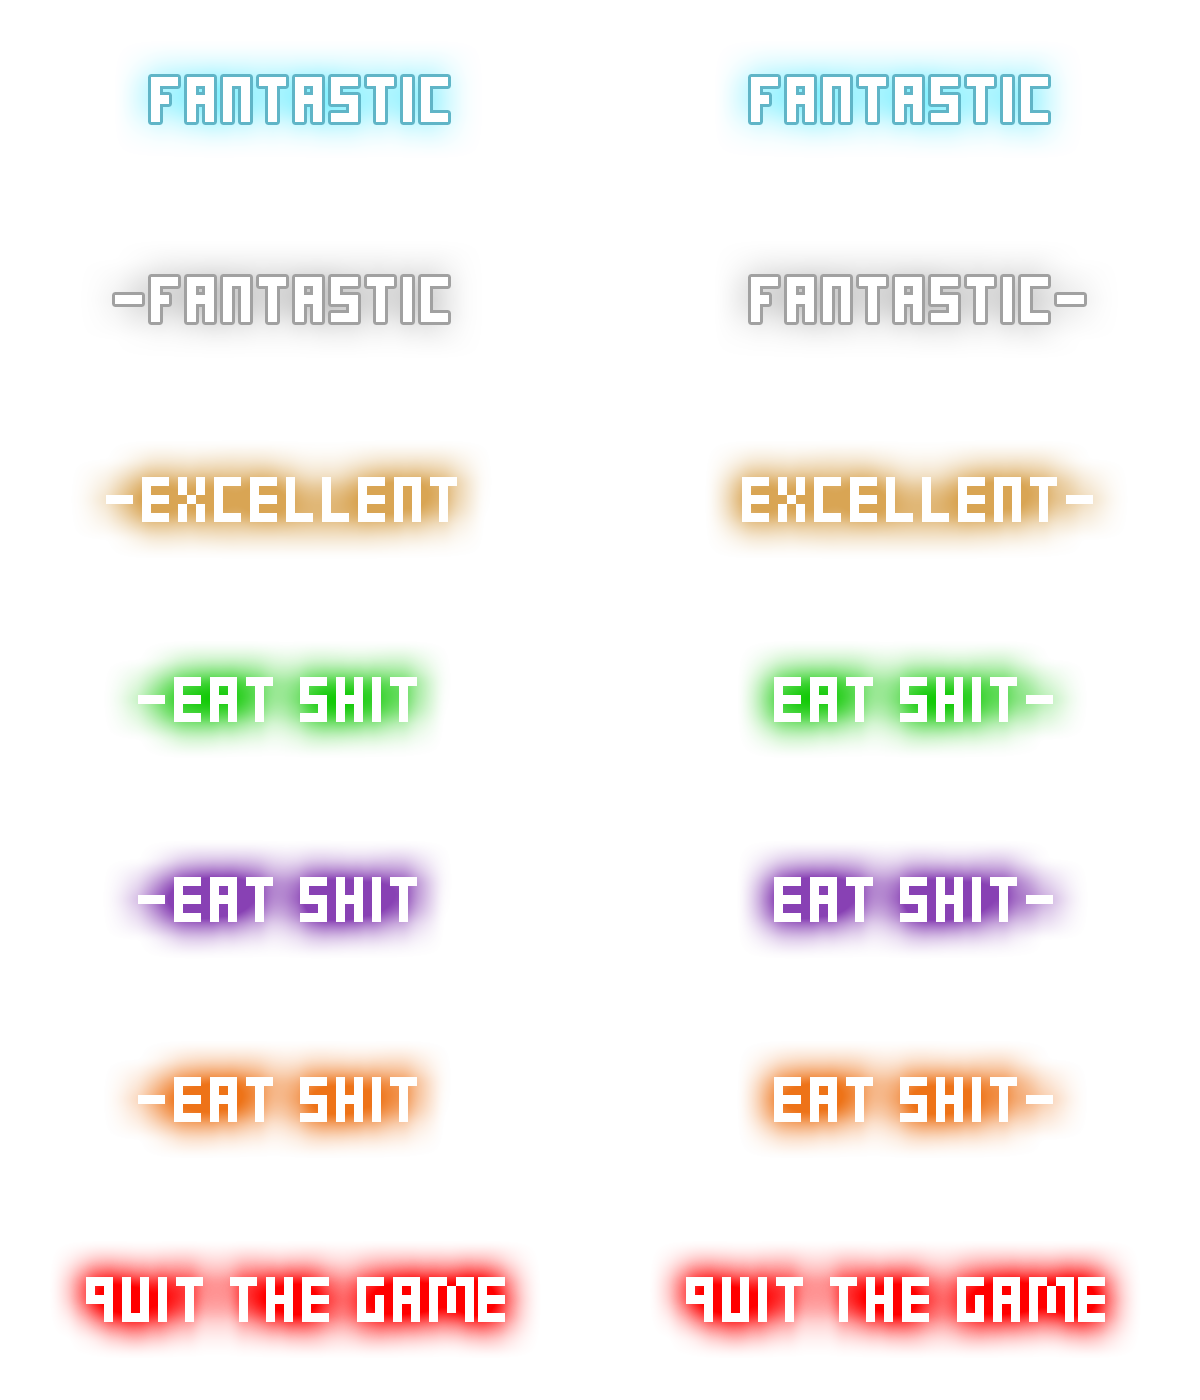 FANTASTIC FANTASTIC
-FANTASTIC FANTASTIC-
-EXCELLENT EXCELLENT-
-EAT SHIT EAT SHIT-
-EAT SHIT EAT SHIT-
-EAT SHIT EAT SHIT-
QUIT THE GAME QUIT THE GAME